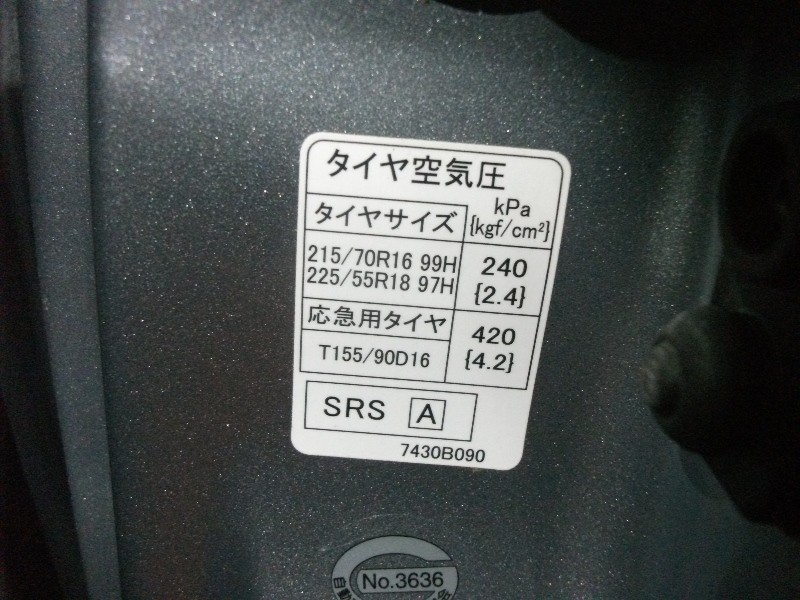 タイヤ空気圧
タイヤサイズ
kPa
{kgf/cm²}
215/70R16 99H
225/55R18 97H
240
{2.4}
応急用タイヤ
T155/90D16
420
{4.2}
SRS A
7430B090
No.3636
自動